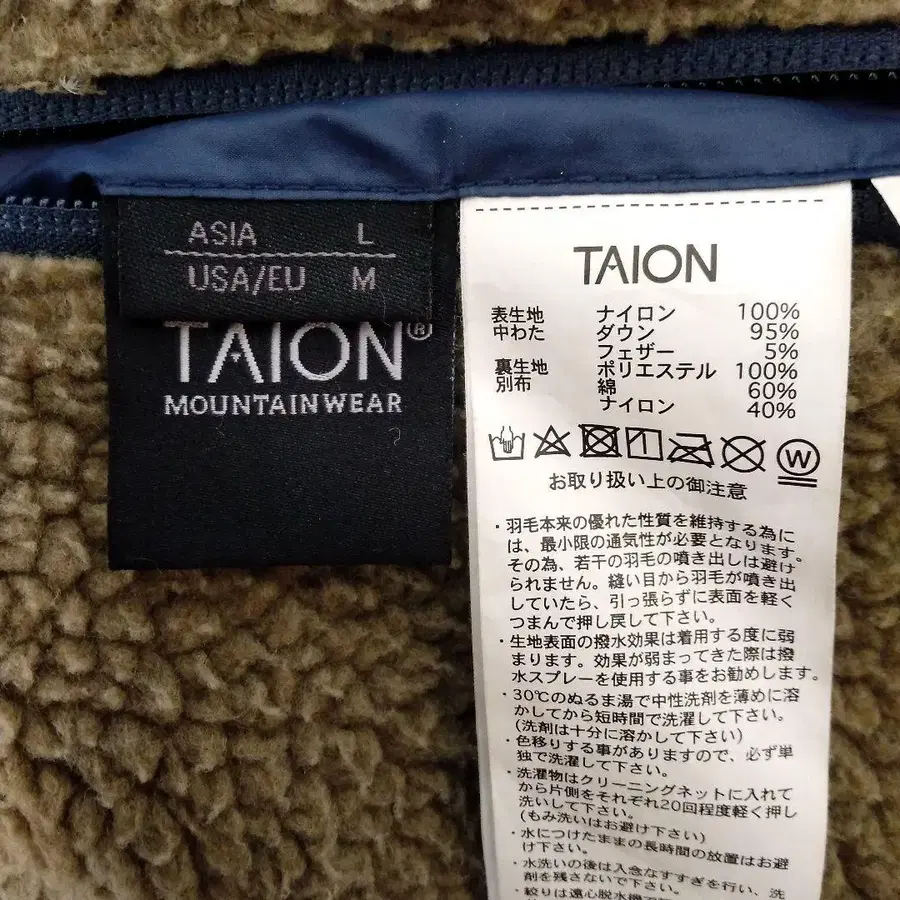 ASIA L
USA/EU M
TAION®
MOUNTAINWEAR
TAION
表生地 ナイロン 100%
中わた ダウン 95%
フェザー 5%
裏生地 ポリエステル 100%
別布 綿 60%
ナイロン 40%
W
お取り扱い上の御注意
・羽毛本来の優れた性質を維持する為に
は、最小限の通気性が必要となります。
その為、若干の羽毛の噴き出しは避け
られません。縫い目から羽毛が噴き出
していたら、引っ張らずに表面を軽く
つまんで押し戻して下さい。
・生地表面の撥水効果は着用する度に弱
まります。効果が弱まってきた際は撥
水スプレーを使用する事をお勧めします。
・30℃のぬるま湯で中性洗剤を薄めに溶
かしてから短時間で洗濯して下さい。
(洗剤は十分に溶かして下さい)
・色移りする事がありますので、必ず単
独で洗濯して下さい。
・洗濯物はクリーニングネットに入れて
から片側をそれぞれ20回程度軽く押し
洗いして下さい。
(もみ洗いはお避け下さい)
・水につけたままの長時間の放置はお避
け下さい。
・水洗いの後は入念なすすぎを行い、洗
剤を残さないで下さい。
・絞りは遠心脱水機で